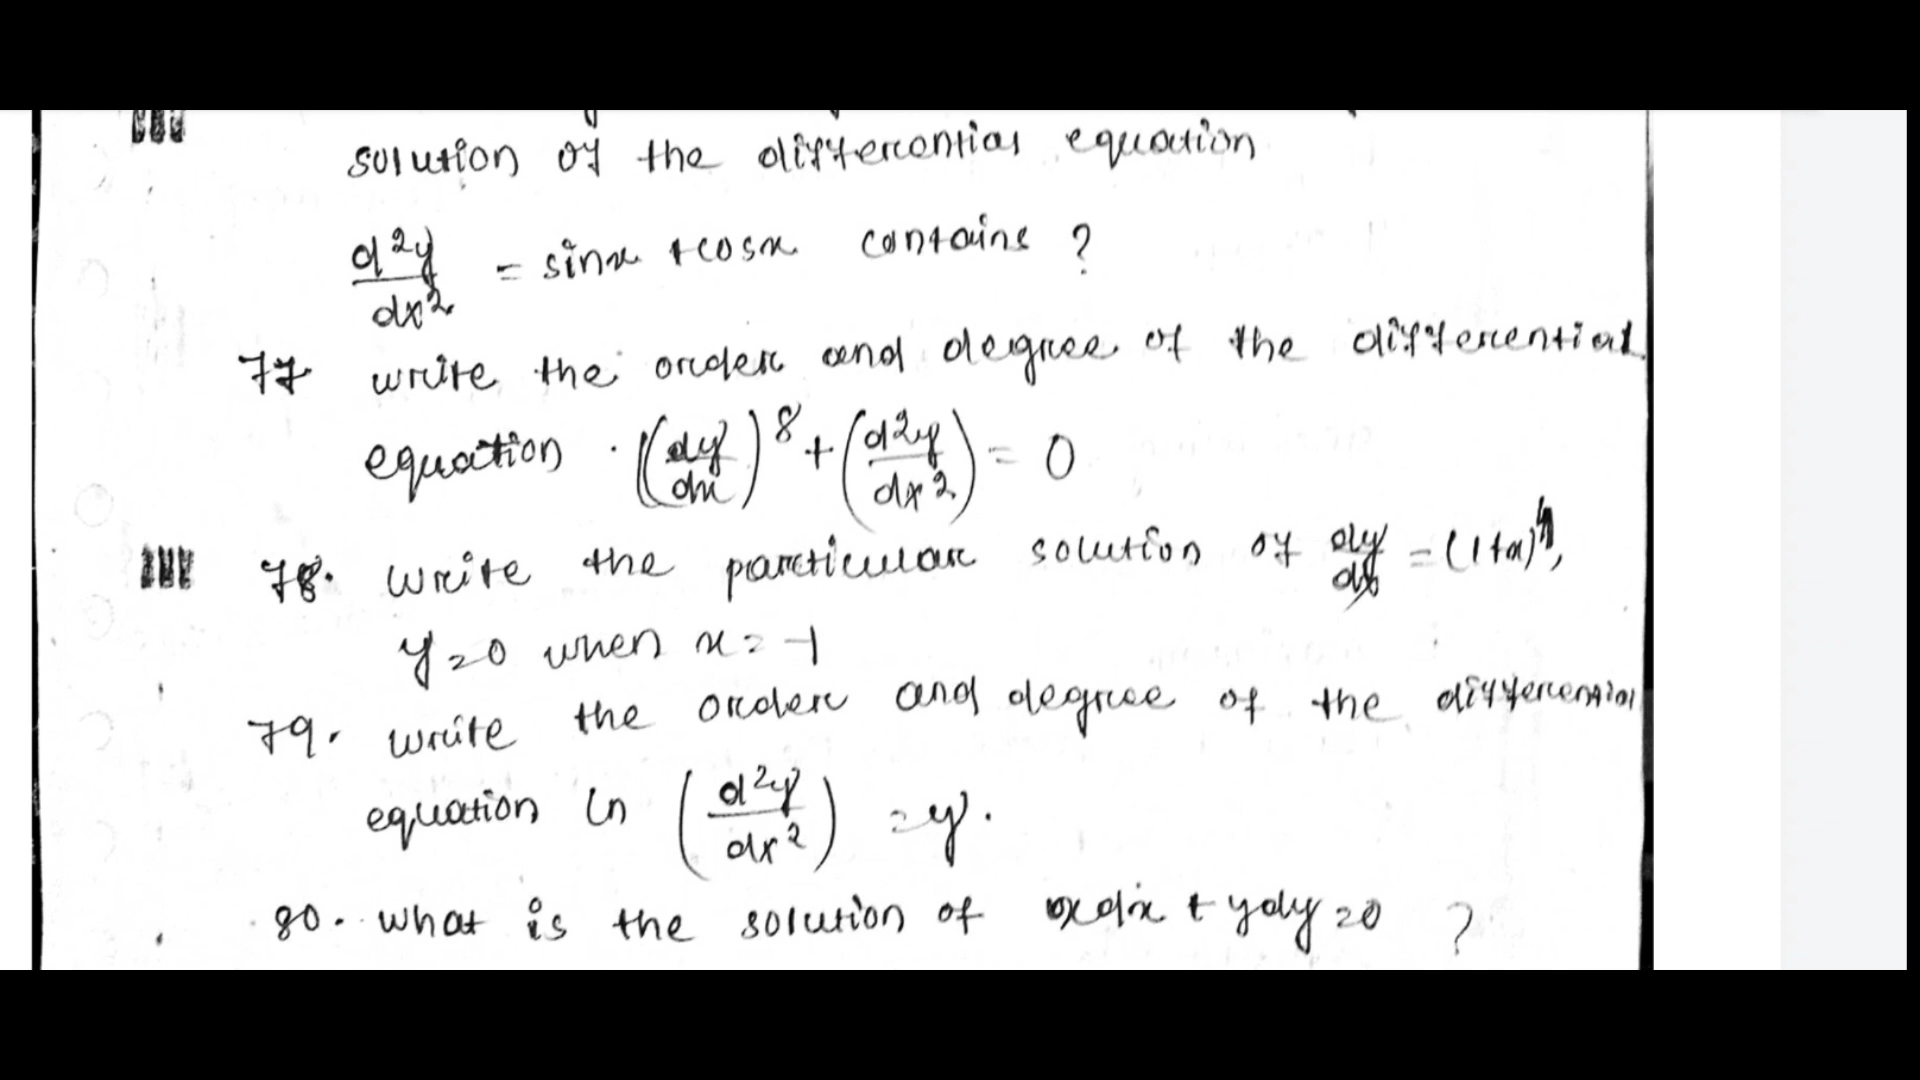 solution of the differential equation
d²y/dx² = sinx + cosx contains ?
77 write the order and degree of the differential
equation (dy/dx)⁸ + (d²y/dx²) = 0
78. Write the particular solution of dy/dx = (1+x)⁴,
y=0 when x=-1
79. write the order and degree of the differential
equation ln (d²y/dx²) = y.
80. what is the solution of xdx + ydy=0 ?